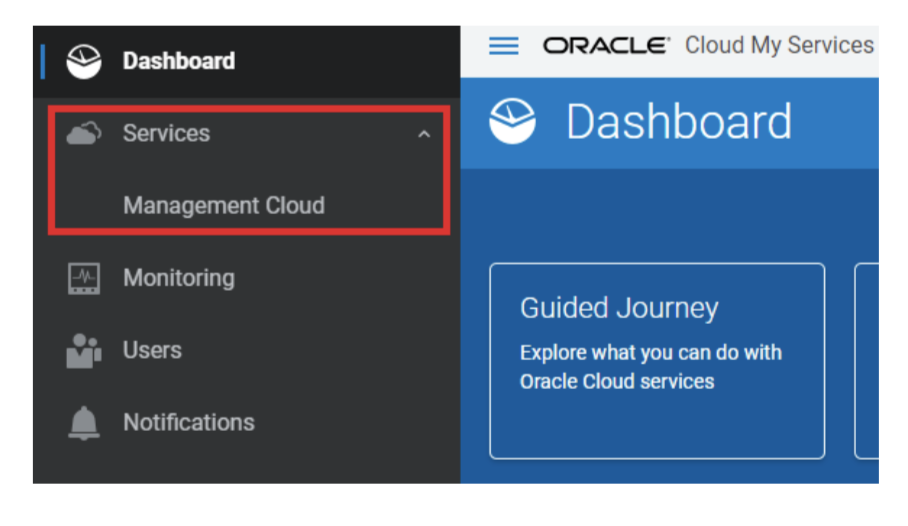 Dashboard
Services
Management Cloud
Monitoring
Users
Notifications
ORACLE® Cloud My Services
Dashboard
Guided Journey
Explore what you can do with
Oracle Cloud services